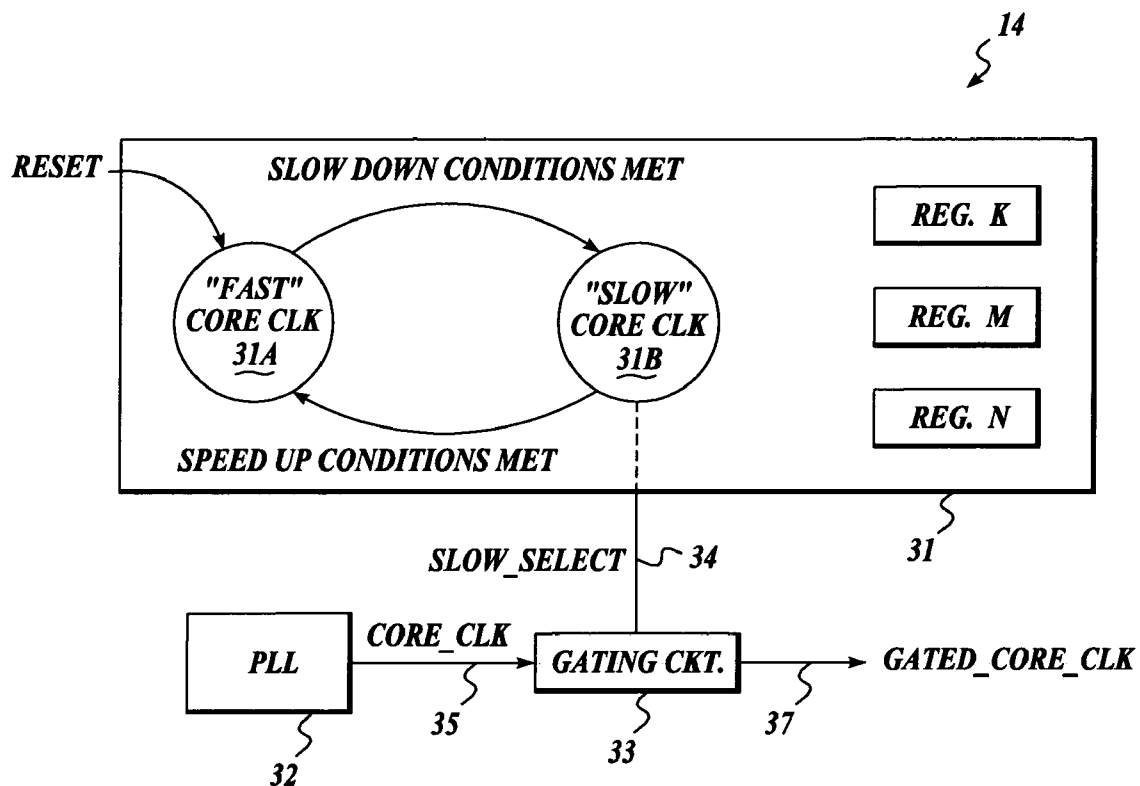 14
RESET
SLOW DOWN CONDITIONS MET
REG. K
"FAST"
CORE CLK
31A
"SLOW"
CORE CLK
31B
REG. M
REG. N
SPEED UP CONDITIONS MET
31
SLOW_SELECT
34
PLL
CORE_CLK
GATING CKT.
GATED_CORE_CLK
35
37
33
32